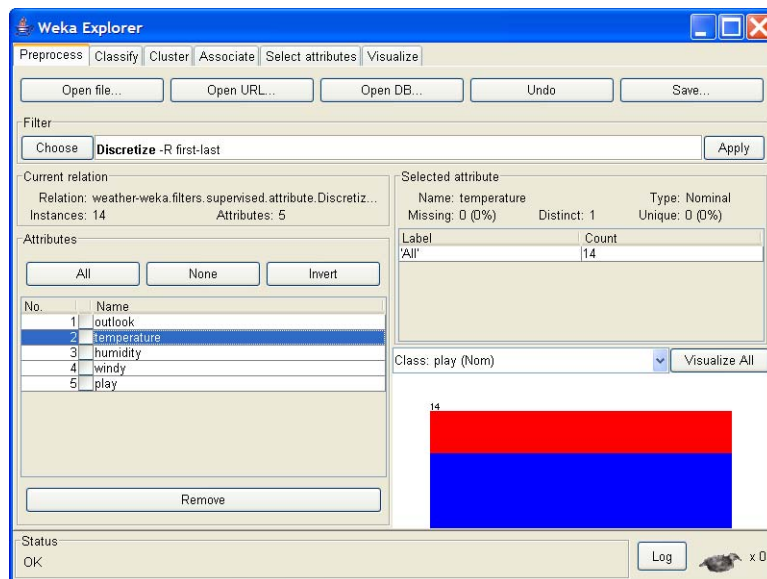 Weka Explorer
Preprocess Classify Cluster Associate Select attributes Visualize
Open file... Open URL... Open DB... Undo Save...
Filter
Choose Discretize -R first-last Apply
Current relation
Relation: weather-weka.filters.supervised.attribute.Discretiz...
Instances: 14 Attributes: 5
Attributes
All None Invert
No. Name
1 outlook
2 temperature
3 humidity
4 windy
5 play
Remove
Selected attribute
Name: temperature Type: Nominal
Missing: 0 (0%) Distinct: 1 Unique: 0 (0%)
Label Count
'All' 14
Class: play (Nom) Visualize All
14
Status
OK
Log x 0